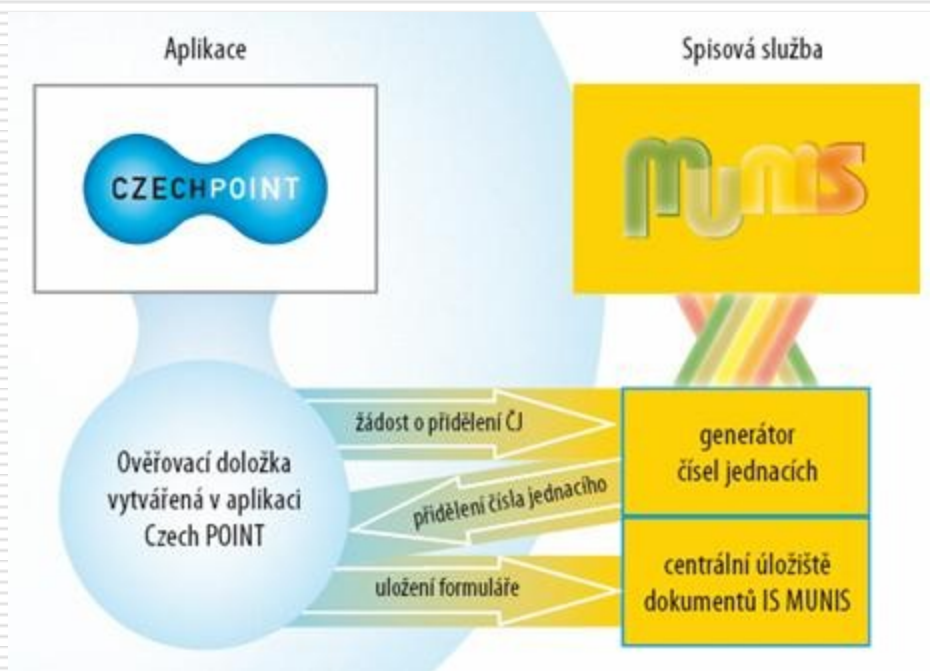 Aplikace
Spisová služba
CZECHPOINT
munis
Ověřovací doložka
vytvářená v aplikaci
Czech POINT
žádost o přidělení ČJ
přidělení čísla jednacího
uložení formuláře
generátor
čísel jednacích
centrální úložiště
dokumentů IS MUNIS